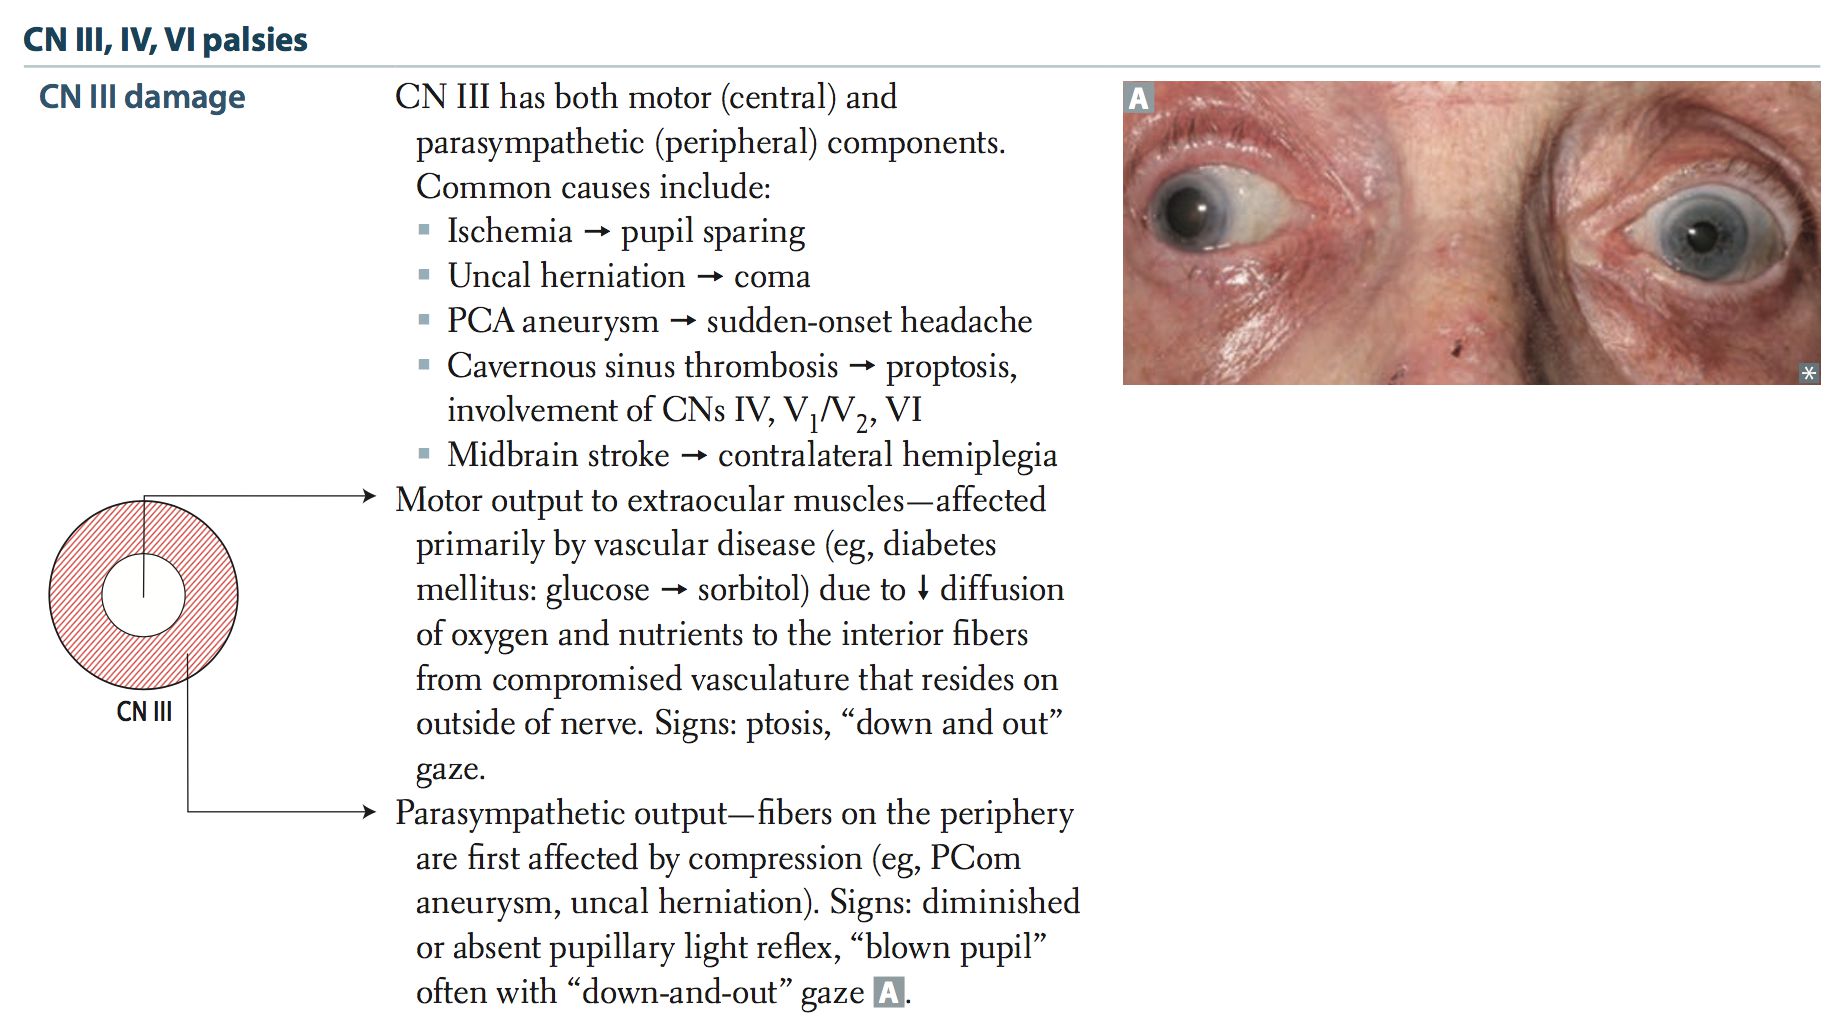 CN III, IV, VI palsies
CN III damage
CN III has both motor (central) and
parasympathetic (peripheral) components.
Common causes include:
▪ Ischemia → pupil sparing
▪ Uncal herniation → coma
▪ PCA aneurysm → sudden-onset headache
▪ Cavernous sinus thrombosis → proptosis,
involvement of CNs IV, V₁/V₂, VI
▪ Midbrain stroke → contralateral hemiplegia
Motor output to extraocular muscles—affected
primarily by vascular disease (eg, diabetes
mellitus: glucose → sorbitol) due to ↓ diffusion
of oxygen and nutrients to the interior fibers
from compromised vasculature that resides on
outside of nerve. Signs: ptosis, “down and out”
gaze.
Parasympathetic output—fibers on the periphery
are first affected by compression (eg, PCom
aneurysm, uncal herniation). Signs: diminished
or absent pupillary light reflex, “blown pupil”
often with “down-and-out” gaze A.
CN III
A
*